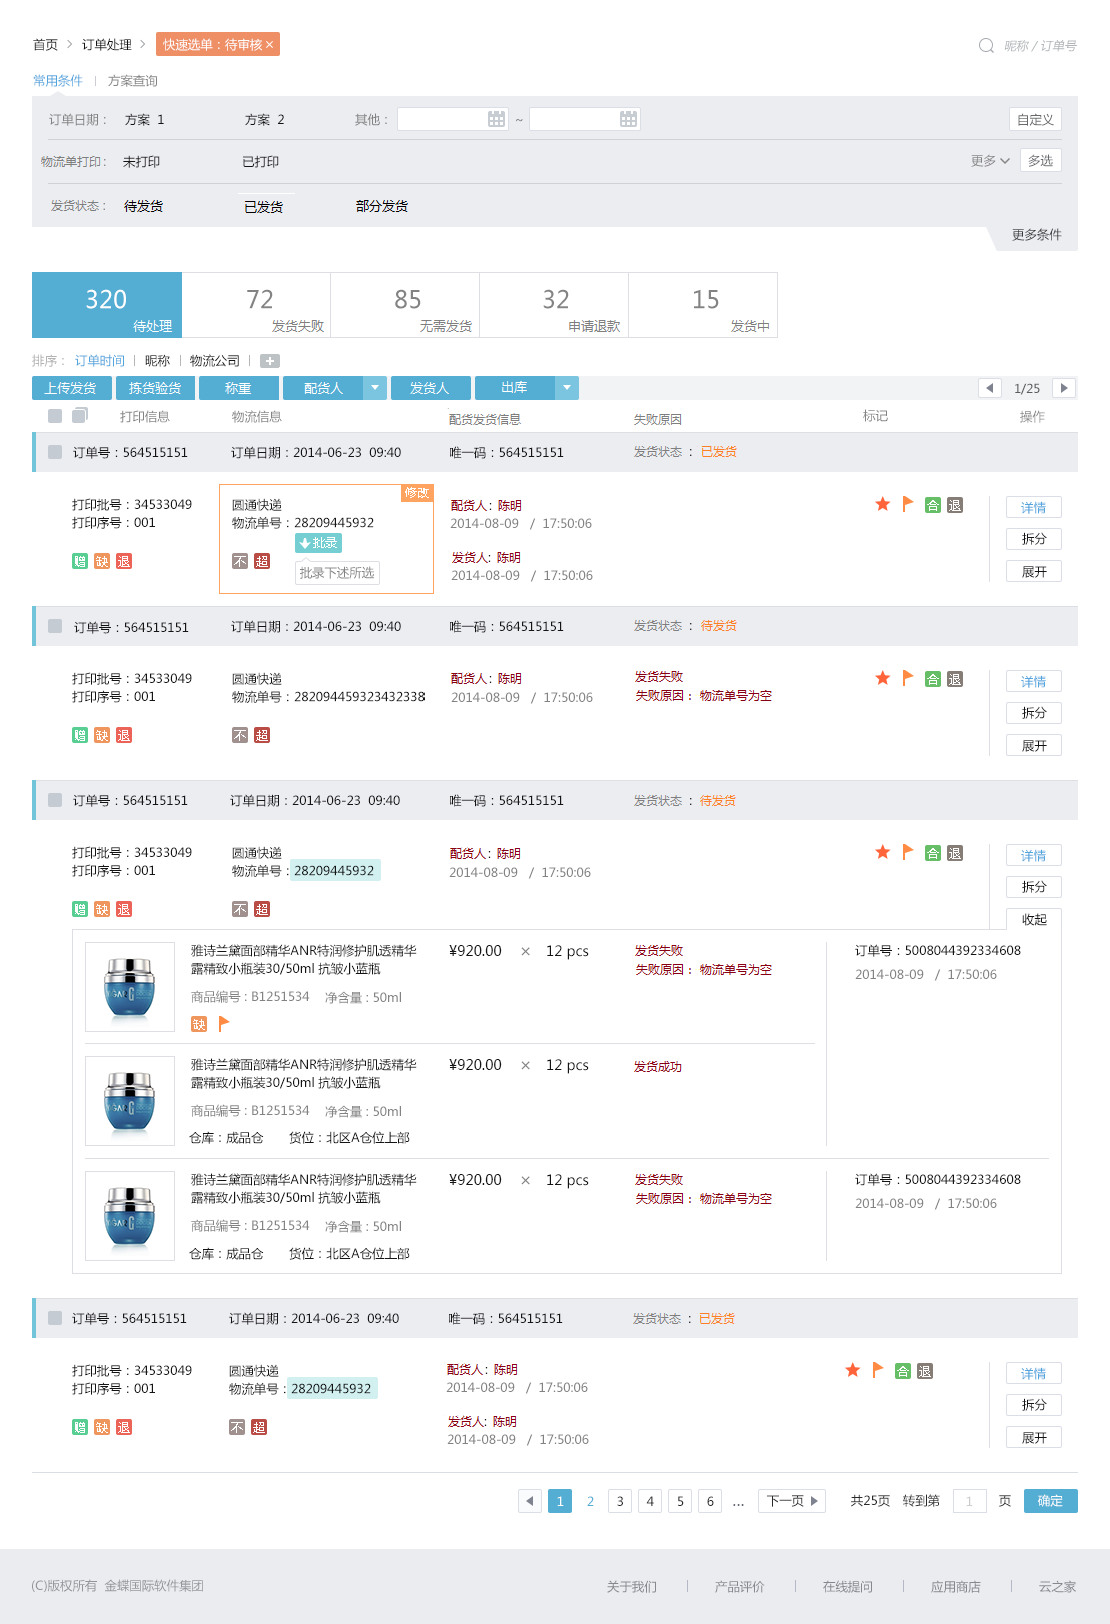 首页 > 订单处理 > 快速选单：待审核 ×
昵称 / 订单号
常用条件 | 方案查询
订单日期： 方案 1 方案 2 其他： ~ 自定义
物流单打印： 未打印 已打印 更多 多选
发货状态： 待发货 已发货 部分发货
更多条件
320 72 85 32 15
待处理 发货失败 无需发货 申请退款 发货中
排序： 订单时间 | 昵称 | 物流公司 | +
上传发货 拣货验货 称重 配货人 发货人 出库 1/25
打印信息 物流信息 配货发货信息 失败原因 标记 操作
订单号：564515151 订单日期：2014-06-23 09:40 唯一码：564515151 发货状态 ： 已发货
修改
打印批号：34533049 圆通快递 配货人: 陈明 合 退 详情
打印序号：001 物流单号：28209445932 2014-08-09 / 17:50:06
批录 拆分
赠 缺 退 不 超 发货人: 陈明
批录下述所选 2014-08-09 / 17:50:06 展开
订单号：564515151 订单日期：2014-06-23 09:40 唯一码：564515151 发货状态 ： 待发货
打印批号：34533049 圆通快递 配货人: 陈明 发货失败 合 退 详情
打印序号：001 物流单号：282094459323432338 2014-08-09 / 17:50:06 失败原因： 物流单号为空
拆分
赠 缺 退 不 超 展开
订单号：564515151 订单日期：2014-06-23 09:40 唯一码：564515151 发货状态 ： 待发货
打印批号：34533049 圆通快递 配货人: 陈明 合 退 详情
打印序号：001 物流单号：28209445932 2014-08-09 / 17:50:06
拆分
赠 缺 退 不 超 收起
雅诗兰黛面部精华ANR特润修护肌透精华 ¥920.00 × 12 pcs 发货失败 订单号：5008044392334608
露精致小瓶装30/50ml 抗皱小蓝瓶 失败原因： 物流单号为空 2014-08-09 / 17:50:06
商品编号：B1251534 净含量：50ml
缺
雅诗兰黛面部精华ANR特润修护肌透精华 ¥920.00 × 12 pcs 发货成功
露精致小瓶装30/50ml 抗皱小蓝瓶
商品编号：B1251534 净含量：50ml
仓库：成品仓 货位：北区A仓位上部
雅诗兰黛面部精华ANR特润修护肌透精华 ¥920.00 × 12 pcs 发货失败 订单号：5008044392334608
露精致小瓶装30/50ml 抗皱小蓝瓶 失败原因： 物流单号为空 2014-08-09 / 17:50:06
商品编号：B1251534 净含量：50ml
仓库：成品仓 货位：北区A仓位上部
订单号：564515151 订单日期：2014-06-23 09:40 唯一码：564515151 发货状态 ： 已发货
打印批号：34533049 圆通快递 配货人: 陈明 合 退 详情
打印序号：001 物流单号：28209445932 2014-08-09 / 17:50:06
拆分
赠 缺 退 不 超 发货人: 陈明
2014-08-09 / 17:50:06 展开
1 2 3 4 5 6 ... 下一页 共25页 转到第 1 页 确定
(C)版权所有 金蝶国际软件集团 关于我们 | 产品评价 | 在线提问 | 应用商店 | 云之家